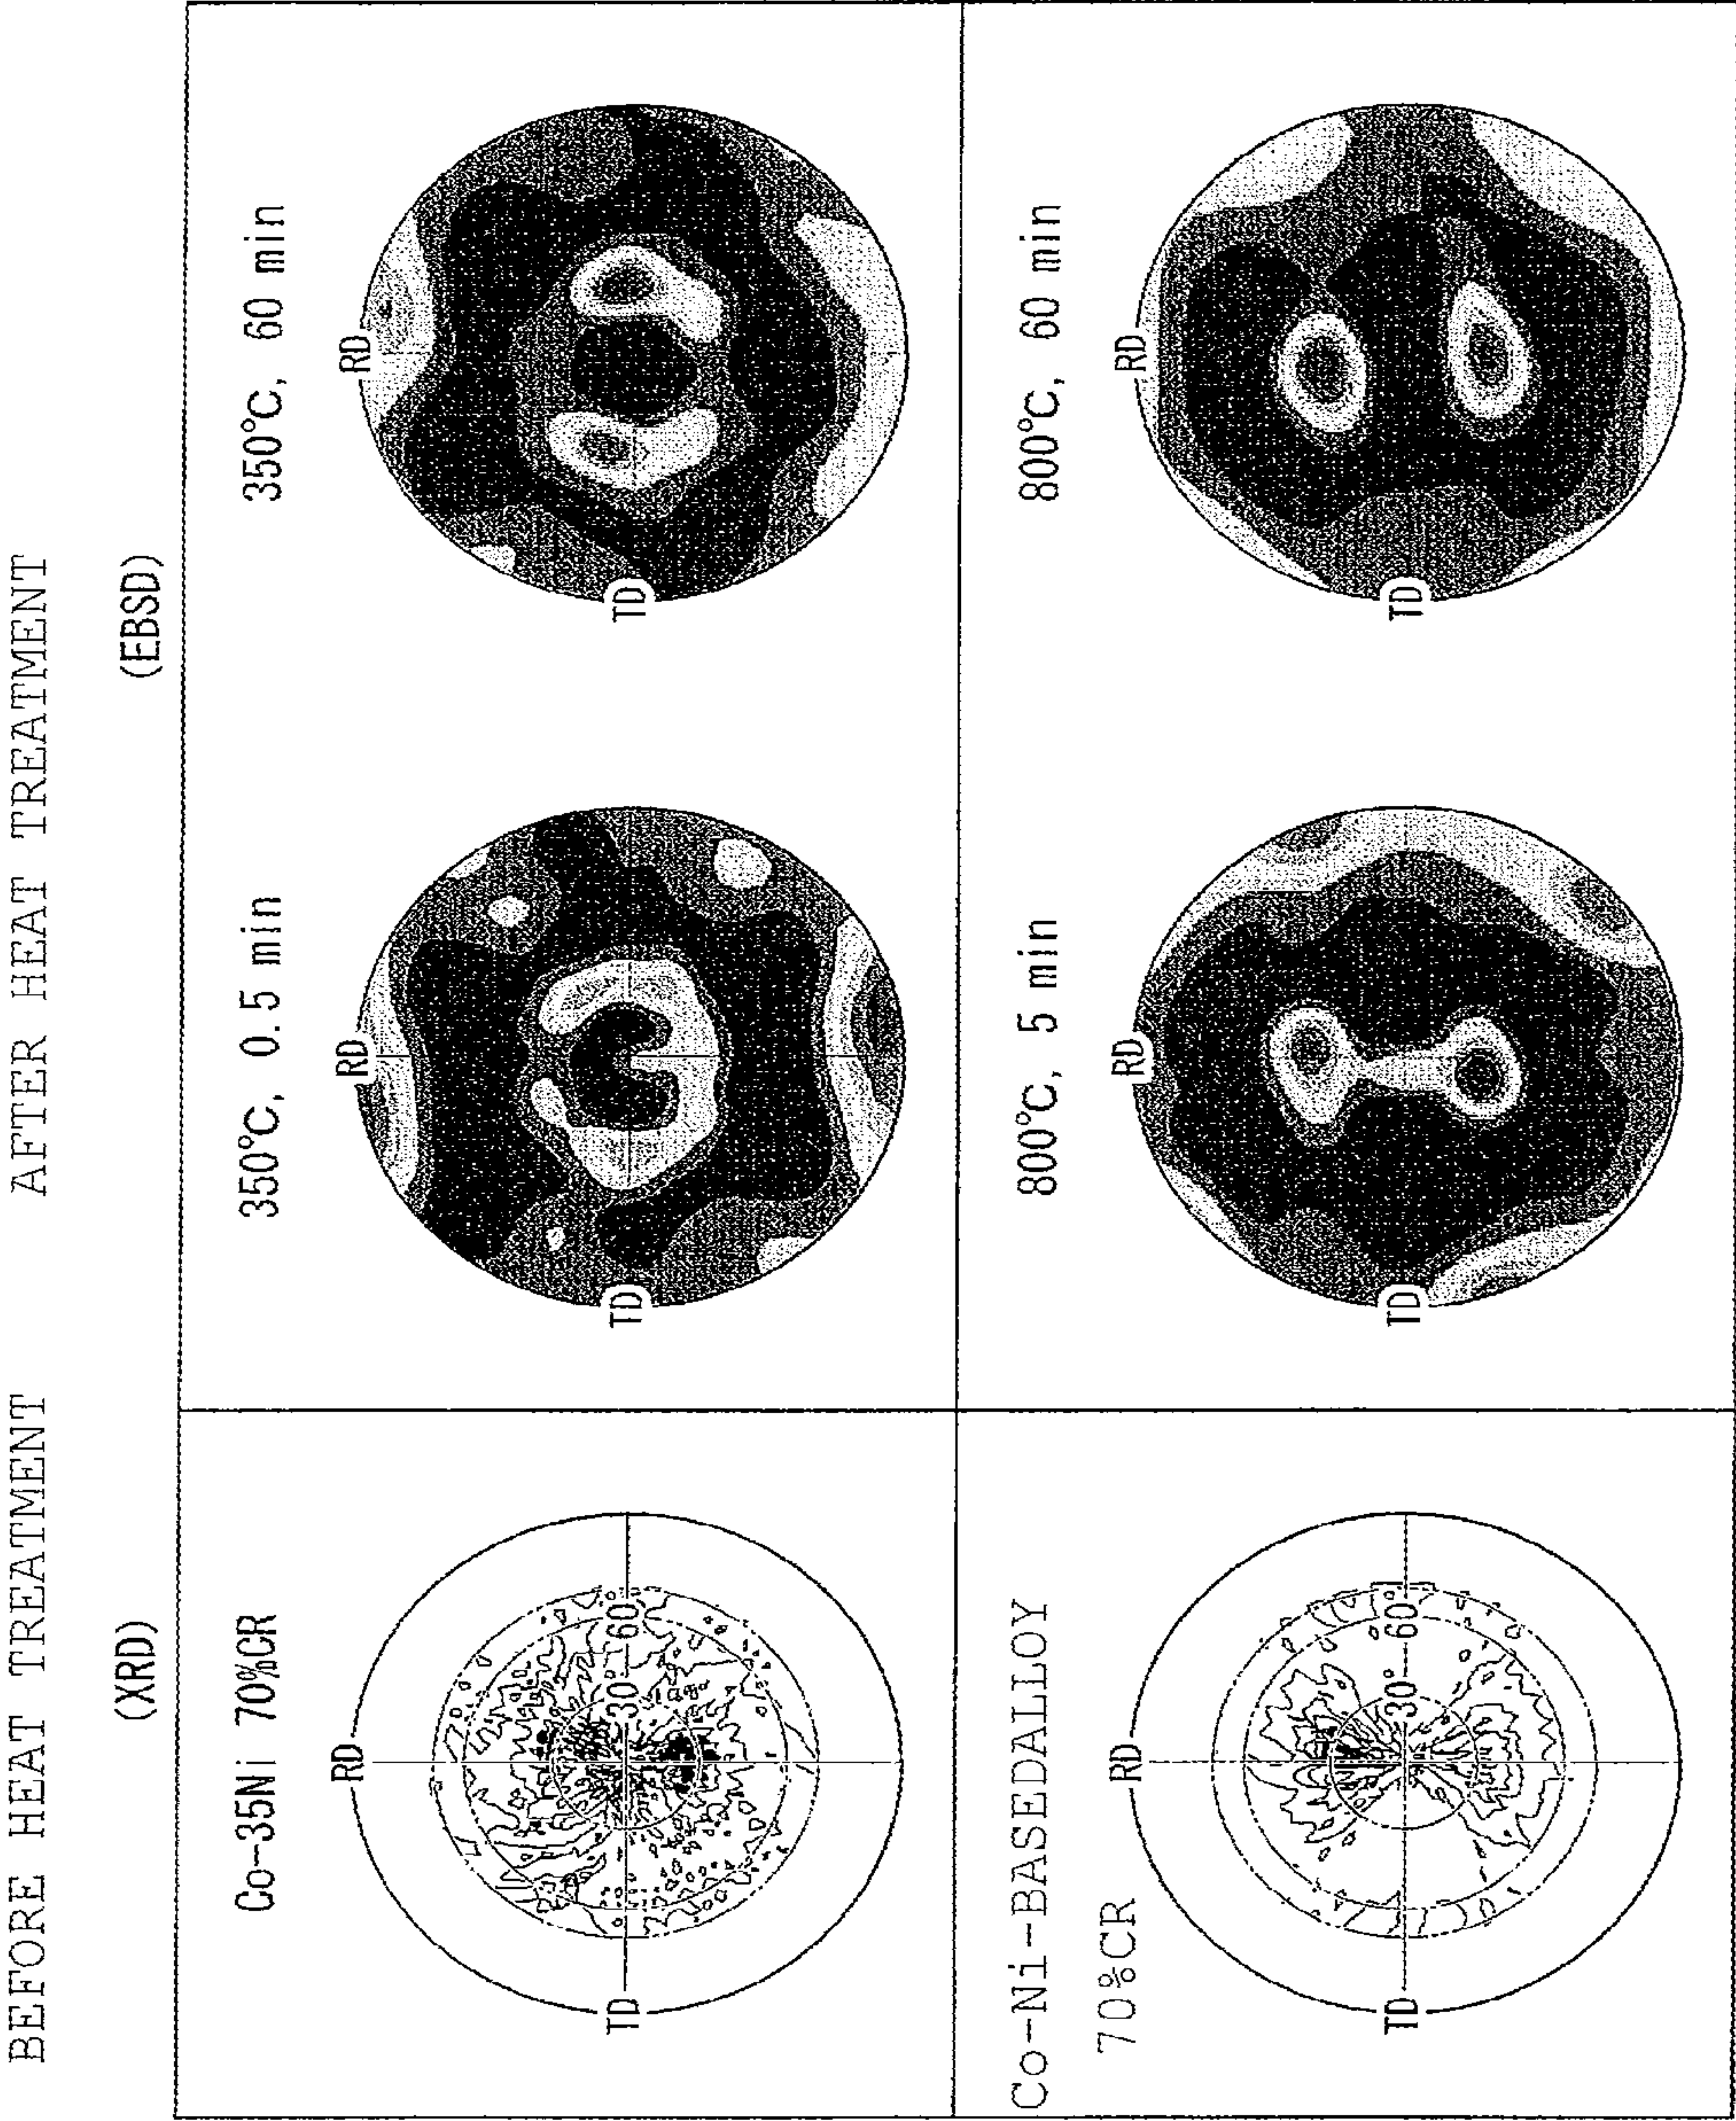 BEFORE HEAT TREATMENT
AFTER HEAT TREATMENT
(XRD)
(EBSD)
Co-35Ni 70%CR
RD
TD
30°
60
350°C, 0.5 min
RD
TD
350°C, 60 min
RD
TD
Co-Ni-BASEDALLOY
70%CR
RD
TD
30°
60
800°C, 5 min
RD
TD
800°C, 60 min
RD
TD